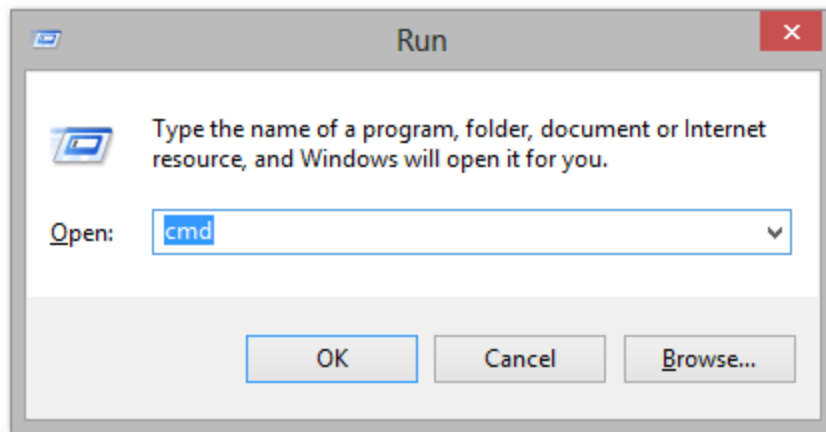 Run
Type the name of a program, folder, document or Internet
resource, and Windows will open it for you.
Open: cmd
OK Cancel Browse...